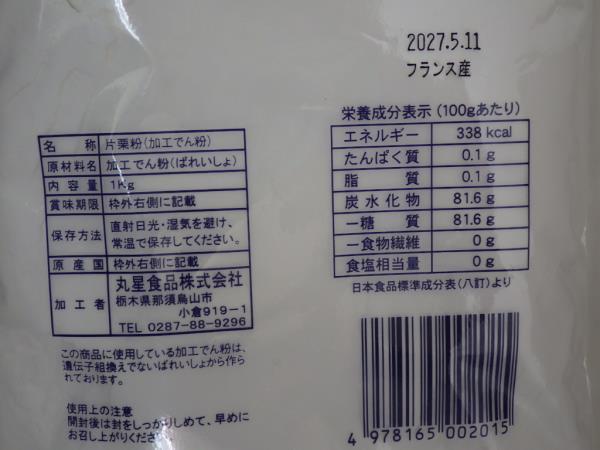 2027.5.11
フランス産
名 称 片栗粉(加工でん粉)
原材料名 加工でん粉(ばれいしょ)
内容量 1Kg
賞味期限 枠外右側に記載
保存方法 直射日光・湿気を避け、
常温で保存してください。
原産国 枠外右側に記載
加工者 丸星食品株式会社
栃木県那須烏山市
小倉919-1
TEL 0287-88-9296
この商品に使用している加工でん粉は、
遺伝子組換えでないばれいしょから作ら
れております。
使用上の注意
開封後は封をしっかりしめて、早めに
お召し上がりください。
栄養成分表示(100gあたり)
エネルギー 338 kcal
たんぱく質 0.1 g
脂質 0.1 g
炭水化物 81.6 g
―糖質 81.6 g
―食物繊維 0 g
食塩相当量 0 g
日本食品標準成分表(八訂)より
4 978165 002015